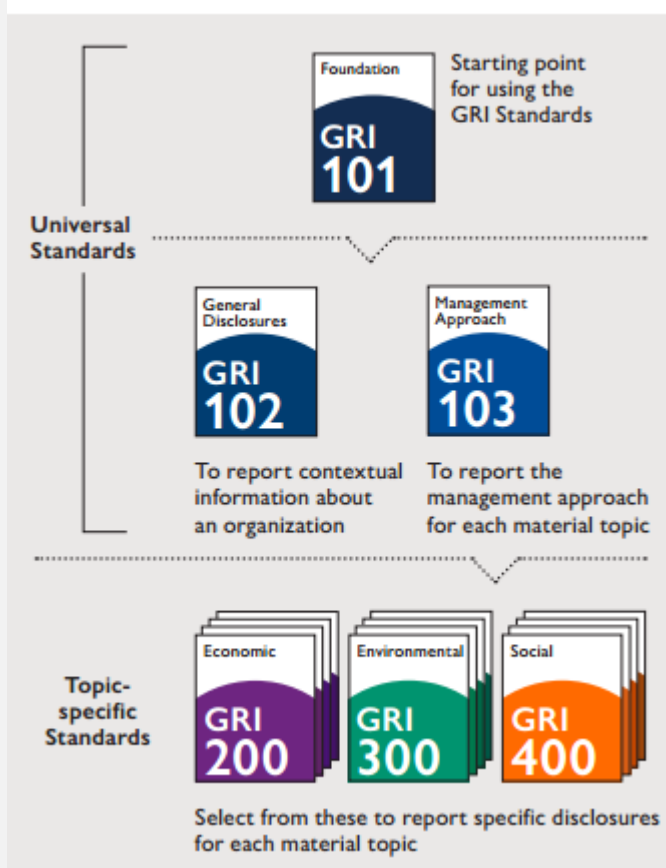 Foundation
GRI
101
Starting point
for using the
GRI Standards
Universal
Standards
General
Disclosures
GRI
102
Management
Approach
GRI
103
To report contextual
information about
an organization
To report the
management approach
for each material topic
Topic-
specific
Standards
Economic
GRI
200
Environmental
GRI
300
Social
GRI
400
Select from these to report specific disclosures
for each material topic